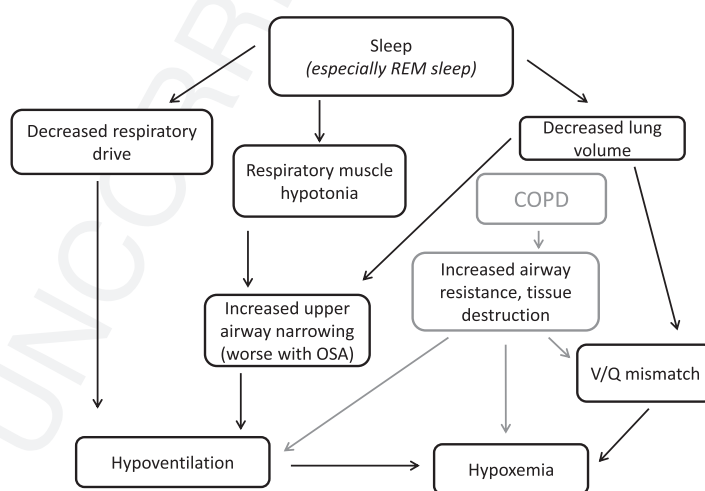 Sleep
(especially REM sleep)
Decreased respiratory
drive
Decreased lung
volume
Respiratory muscle
hypotonia
COPD
Increased airway
resistance, tissue
destruction
Increased upper
airway narrowing
(worse with OSA)
V/Q mismatch
Hypoventilation
Hypoxemia
UNCORRE